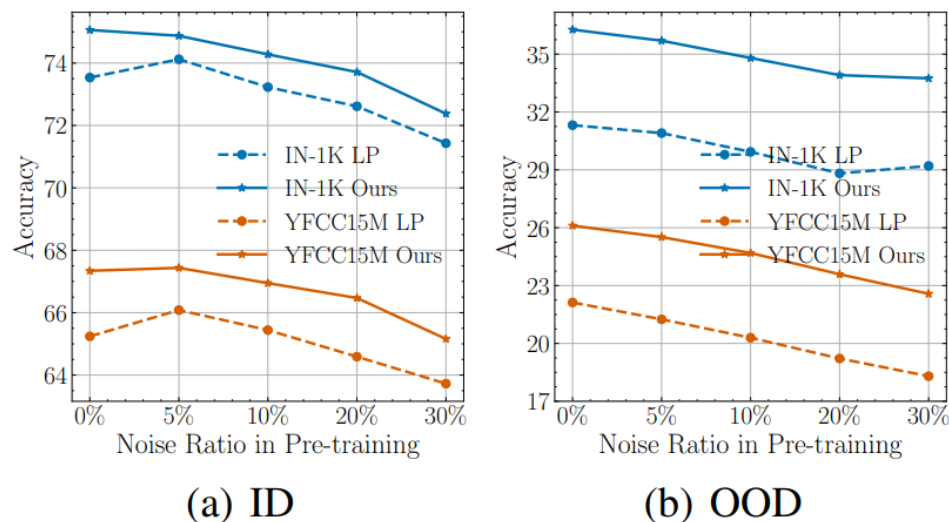 74
72
70
68
66
64
Accuracy
IN-1K LP
IN-1K Ours
YFCC15M LP
YFCC15M Ours
0% 5% 10% 20% 30%
Noise Ratio in Pre-training
(a) ID
35
32
29
26
23
20
17
Accuracy
IN-1K LP
IN-1K Ours
YFCC15M LP
YFCC15M Ours
0% 5% 10% 20% 30%
Noise Ratio in Pre-training
(b) OOD